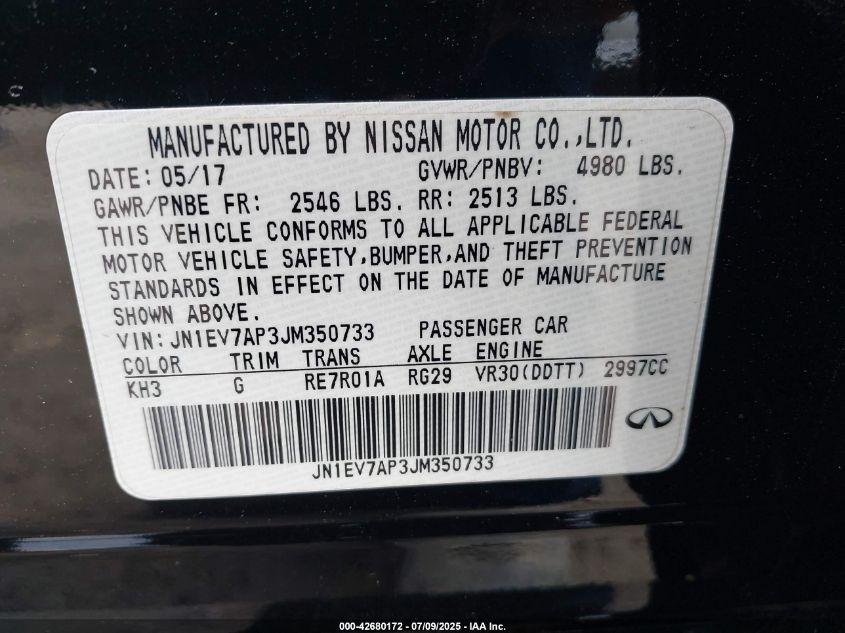 MANUFACTURED BY NISSAN MOTOR CO.,LTD.
DATE: 05/17 GVWR/PNBV: 4980 LBS.
GAWR/PNBE FR: 2546 LBS. RR: 2513 LBS.
THIS VEHICLE CONFORMS TO ALL APPLICABLE FEDERAL
MOTOR VEHICLE SAFETY,BUMPER,AND THEFT PREVENTION
STANDARDS IN EFFECT ON THE DATE OF MANUFACTURE
SHOWN ABOVE.
VIN: JN1EV7AP3JM350733 PASSENGER CAR
COLOR TRIM TRANS AXLE ENGINE
KH3 G RE7R01A RG29 VR30(DDTT) 2997CC
JN1EV7AP3JM350733
000-42680172 - 07/09/2025 - IAA Inc.